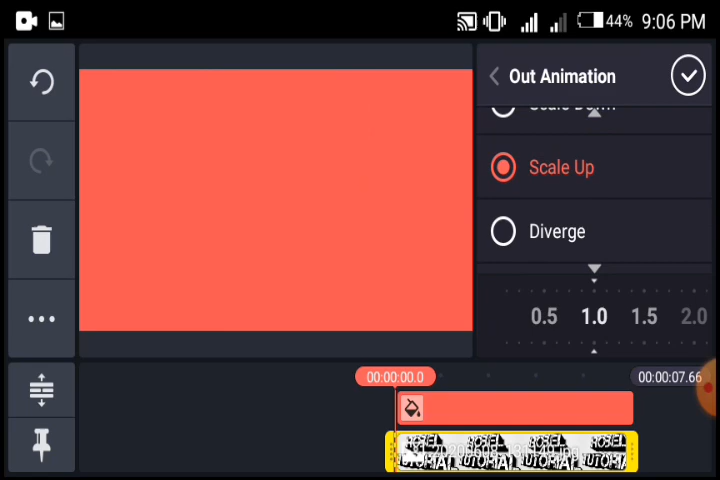 44% 9:06 PM
Out Animation
Scale Down
Scale Up
Diverge
0.5 1.0 1.5 2.0
00:00:00.0
00:00:07.66